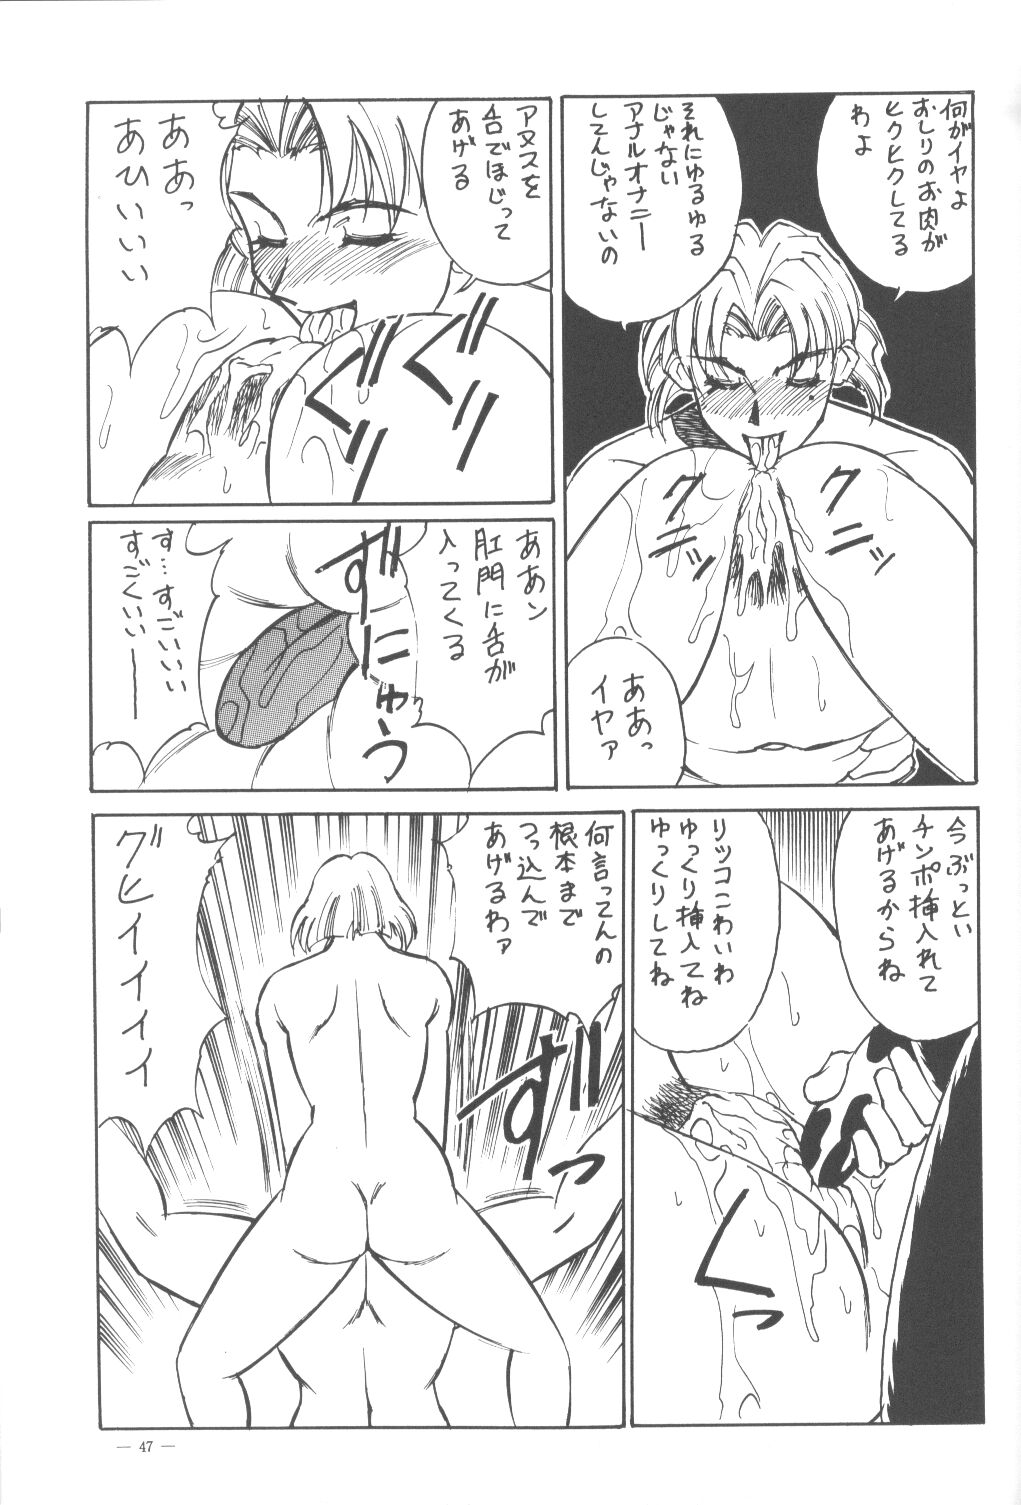 何がイヤよ
おしりのお肉が
ヒクヒクしてる
わよ
それにゆるゆる
じゃない
アナルオナニー
してんじゃないの
グニッ
グニッ
ああっ
イヤァ
アヌスを
舌でほじって
あげる
ああっ
あひいいい
ぐぐ
ぐぐ
ああン
肛門に舌が
入ってくる
す…すごいいい
すごくいいー
ずニゅ〜う
今ぶっとい
チンポ挿入れて
あげるからね
リツコこわいわ
ゆっくり挿入てね
ゆっくりしてね
くっ
何言ってんの
根本まで
つっ込んで
あげるわァ
ずずっ
グヒイイイイ
— 47 —